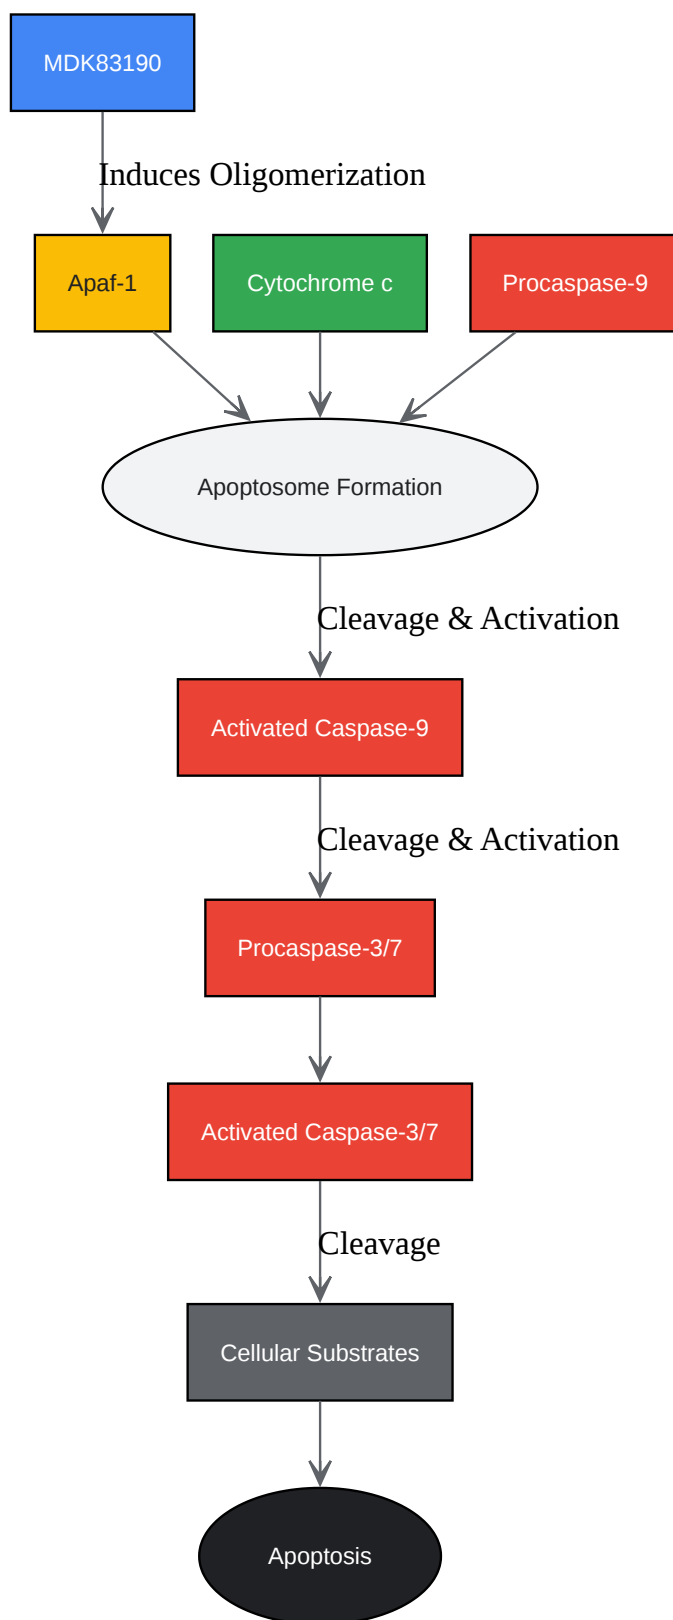 MDK83190
Induces Oligomerization
Apaf-1
Cytochrome c
Procaspase-9
Apoptosome Formation
Cleavage & Activation
Activated Caspase-9
Cleavage & Activation
Procaspase-3/7
Activated Caspase-3/7
Cleavage
Cellular Substrates
Apoptosis